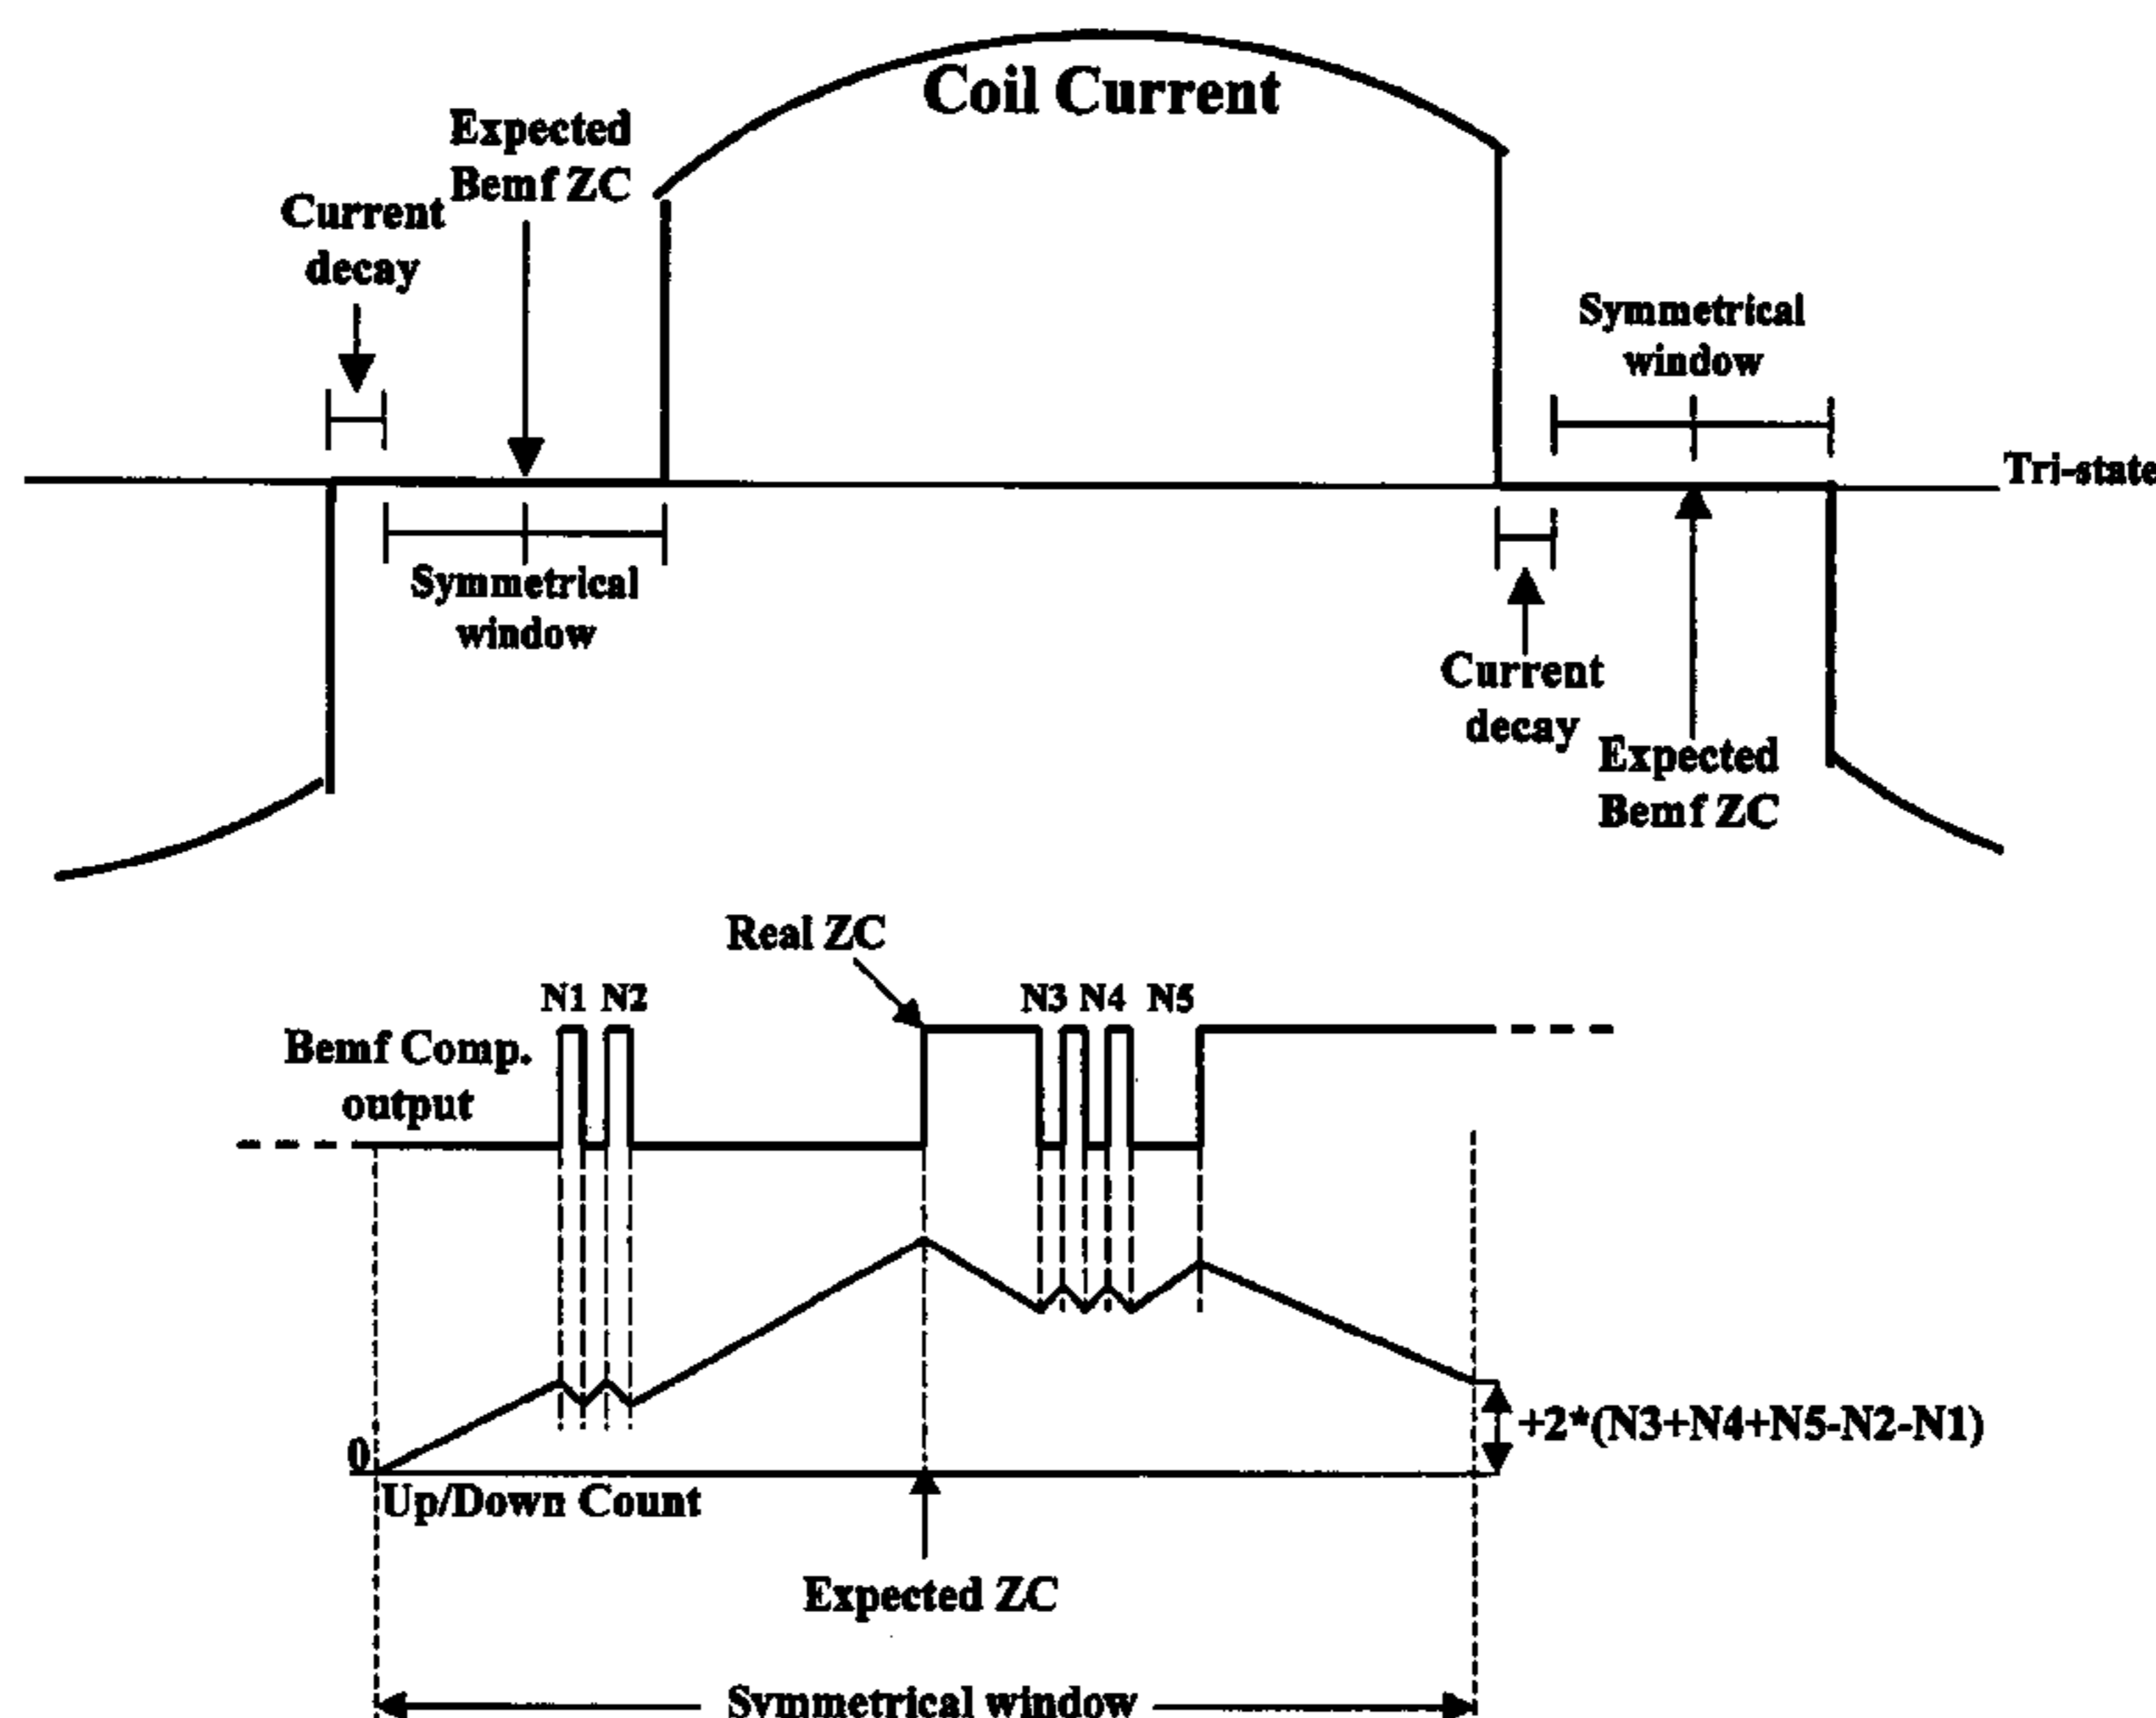 Coil Current
Expected
Bemf ZC
Current
decay
Symmetrical
window
Tri-state
Symmetrical
window
Current
decay
Expected
Bemf ZC
Real ZC
N1 N2
N3 N4 N5
Bemf Comp.
output
0
+2*(N3+N4+N5-N2-N1)
Up/Down Count
Expected ZC
Symmetrical window